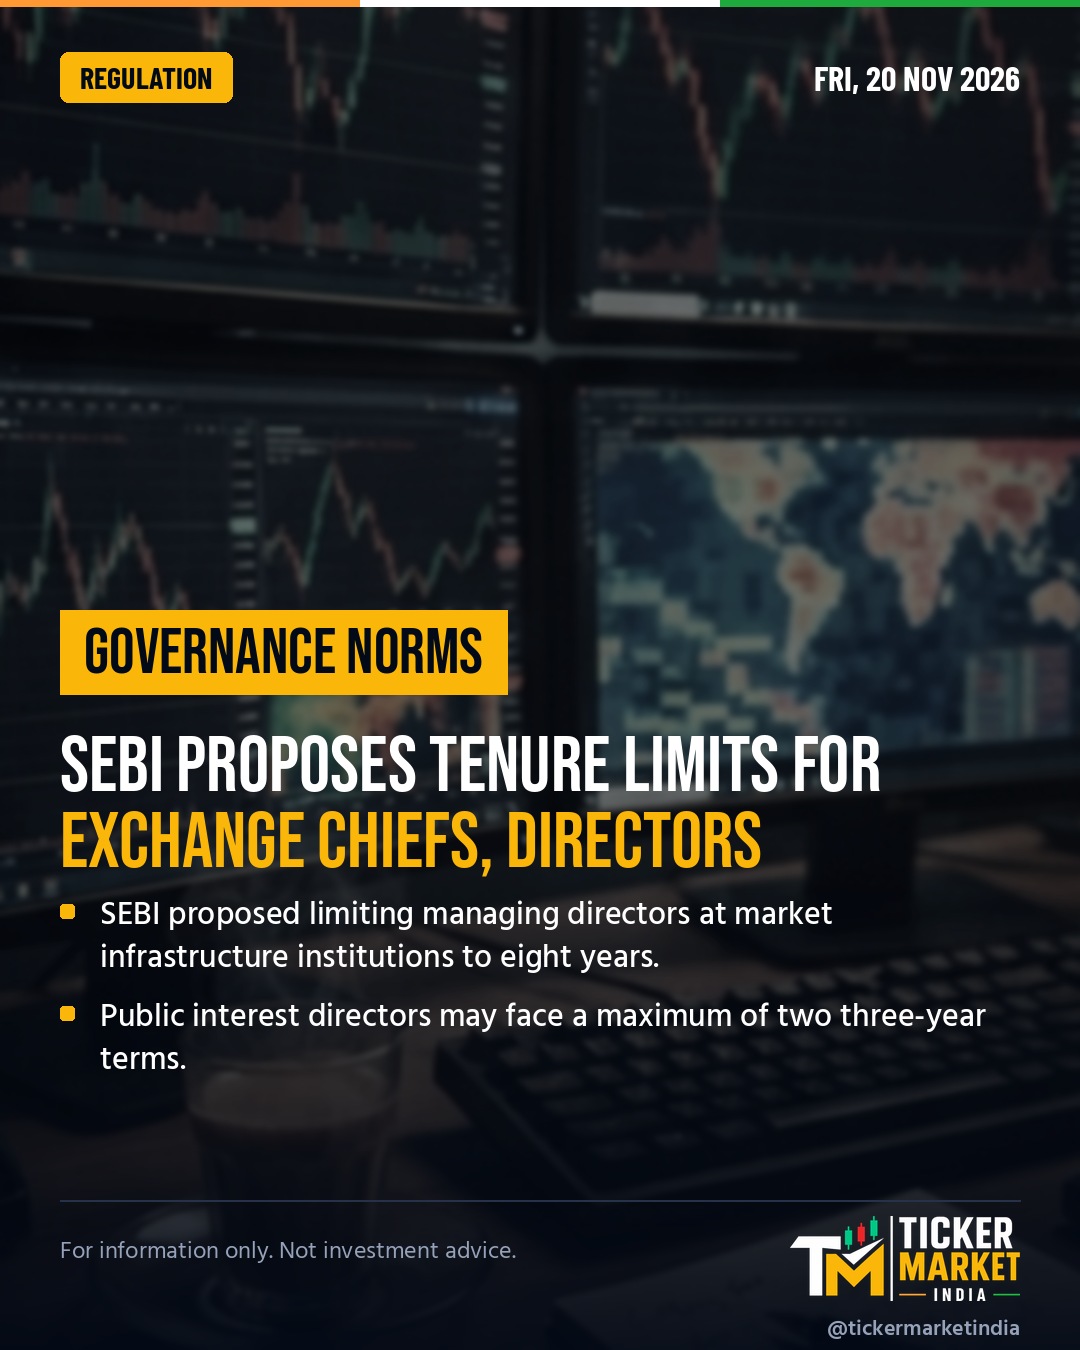 REGULATION
FRI, 20 NOV 2026
GOVERNANCE NORMS
SEBI PROPOSES TENURE LIMITS FOR
EXCHANGE CHIEFS, DIRECTORS
SEBI proposed limiting managing directors at market
infrastructure institutions to eight years.
Public interest directors may face a maximum of two three-year
terms.
For information only. Not investment advice.
TM
TICKER
MARKET
INDIA
@tickermarketindia